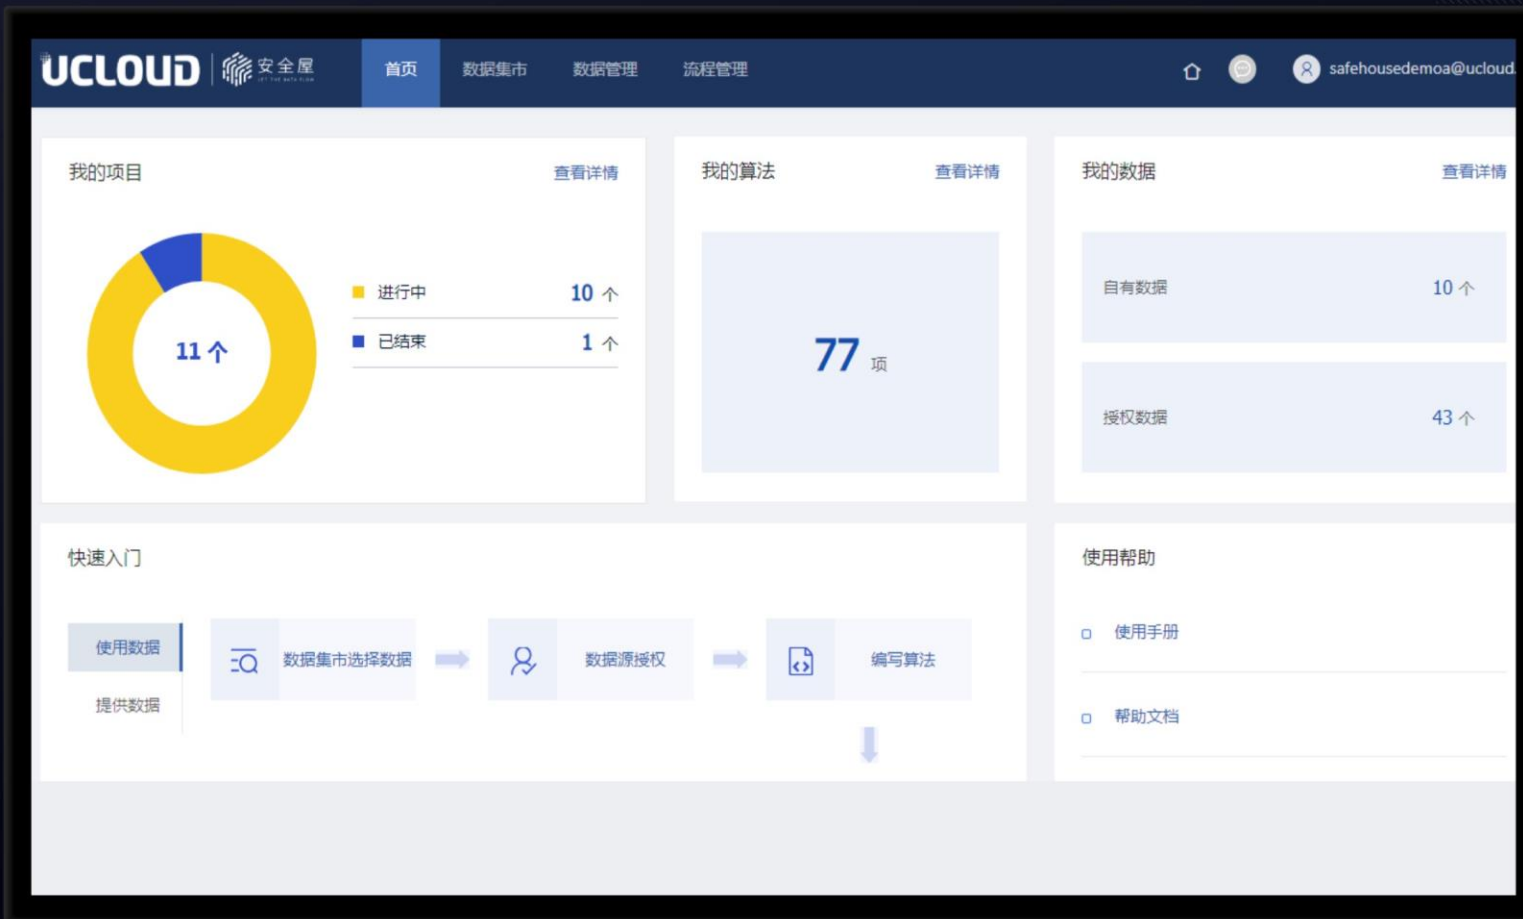 UCLOUD 安全屋 首页 数据集市 数据管理 流程管理 safehousedemoa@ucloud.
LET THE DATA FLOW
我的项目 查看详情
11 个
进行中 10 个
已结束 1 个
我的算法 查看详情
77 项
我的数据 查看详情
自有数据 10 个
授权数据 43 个
快速入门
使用数据
提供数据
数据集市选择数据
数据源授权
编写算法
使用帮助
使用手册
帮助文档